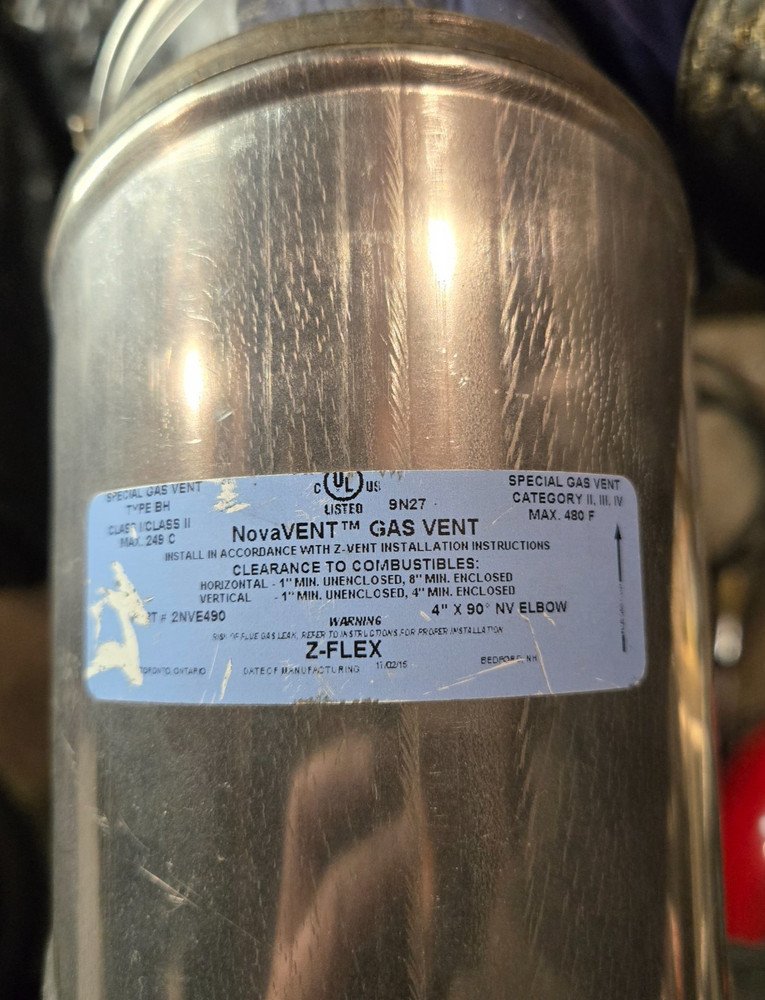 SPECIAL GAS VENT
TYPE BH
CLASS I/CLASS II
MAX. 249 C
C UL US
LISTED
9N27
SPECIAL GAS VENT
CATEGORY II, III, IV
MAX. 480 F
NovaVENT™ GAS VENT
INSTALL IN ACCORDANCE WITH Z-VENT INSTALLATION INSTRUCTIONS
CLEARANCE TO COMBUSTIBLES:
HORIZONTAL - 1" MIN. UNENCLOSED, 8" MIN. ENCLOSED
VERTICAL - 1" MIN. UNENCLOSED, 4" MIN. ENCLOSED
# 2NVE490
4" X 90° NV ELBOW
WARNING
RISK OF FLUE GAS LEAK, REFER TO INSTRUCTIONS FOR PROPER INSTALLATION
Z-FLEX
TORONTO, ONTARIO
DATE OF MANUFACTURING 11/02/15
BEDFORD, NH